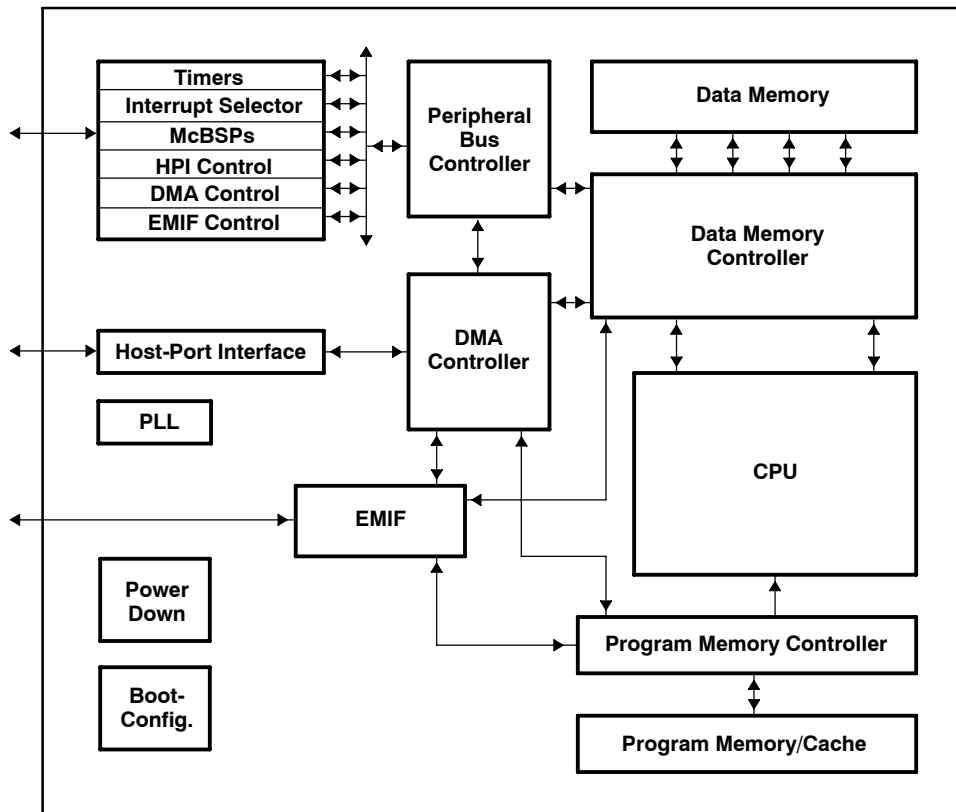 Timers
Interrupt Selector
McBSPs
HPI Control
DMA Control
EMIF Control
Peripheral
Bus
Controller
Data Memory
Data Memory
Controller
Host-Port Interface
DMA
Controller
PLL
CPU
EMIF
Power
Down
Program Memory Controller
Boot-
Config.
Program Memory/Cache